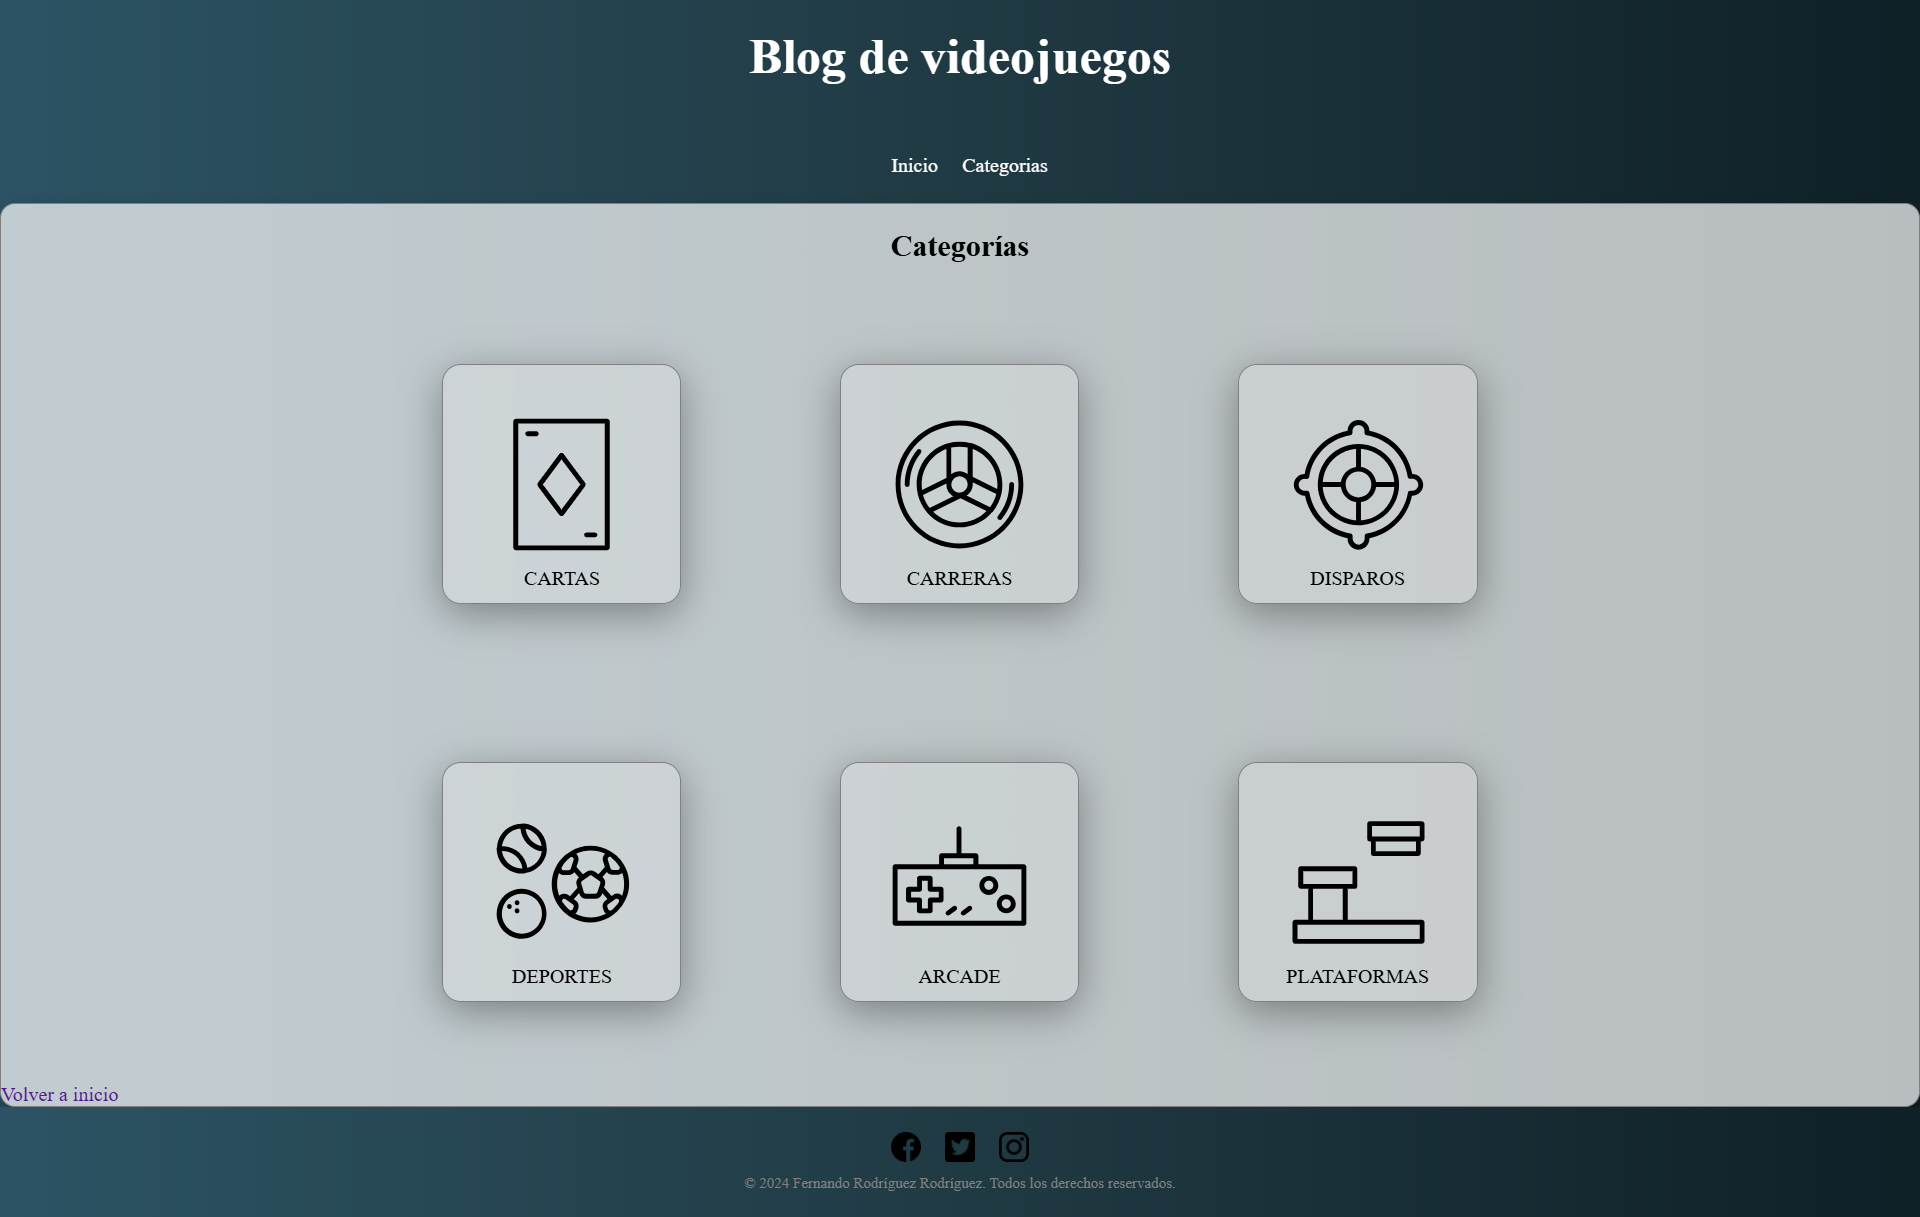 Blog de videojuegos
Inicio Categorias
Categorías
CARTAS CARRERAS DISPAROS
DEPORTES ARCADE PLATAFORMAS
Volver a inicio
© 2024 Fernando Rodríguez Rodríguez. Todos los derechos reservados.